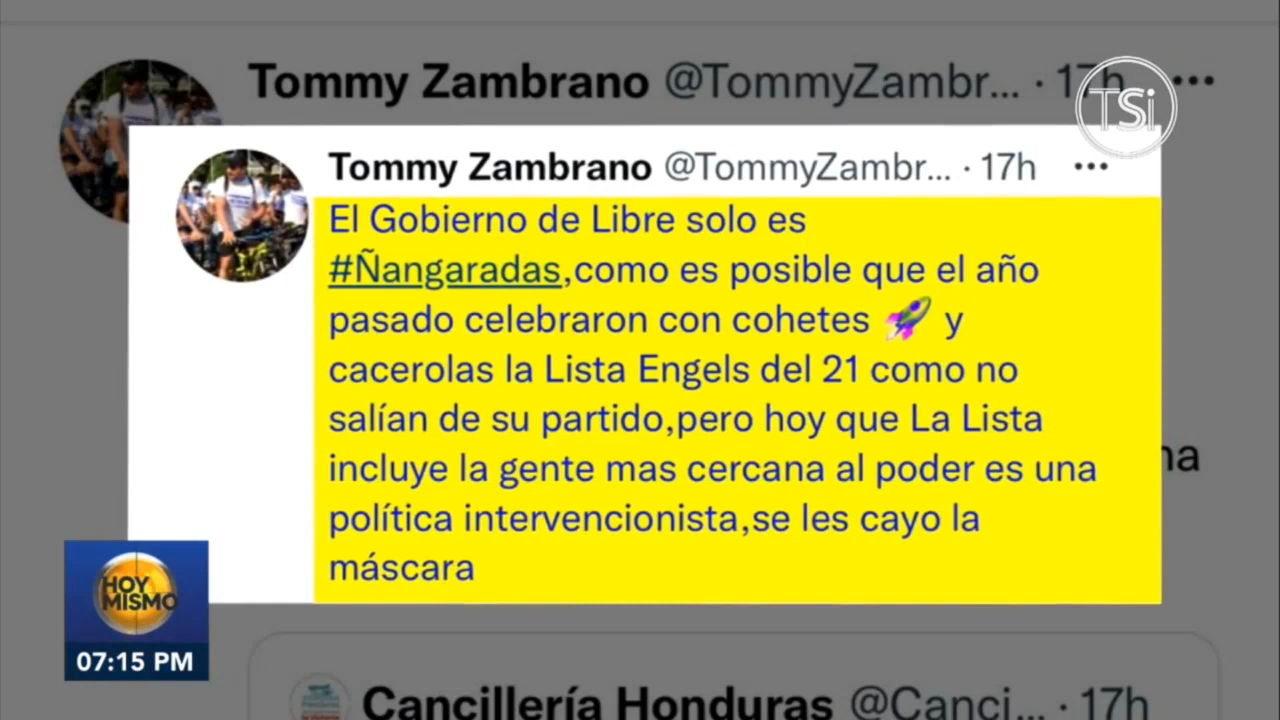 Tommy Zambrano @TommyZambr... · 17h ...
TSi
Tommy Zambrano @TommyZambr... · 17h ...
El Gobierno de Libre solo es
#Ñangaradas,como es posible que el año
pasado celebraron con cohetes 🚀 y
cacerolas la Lista Engels del 21 como no
salían de su partido,pero hoy que La Lista
incluye la gente mas cercana al poder es una
política intervencionista,se les cayo la
máscara
HOY
MISMO
07:15 PM
Cancillería Honduras @Canci... · 17h ...